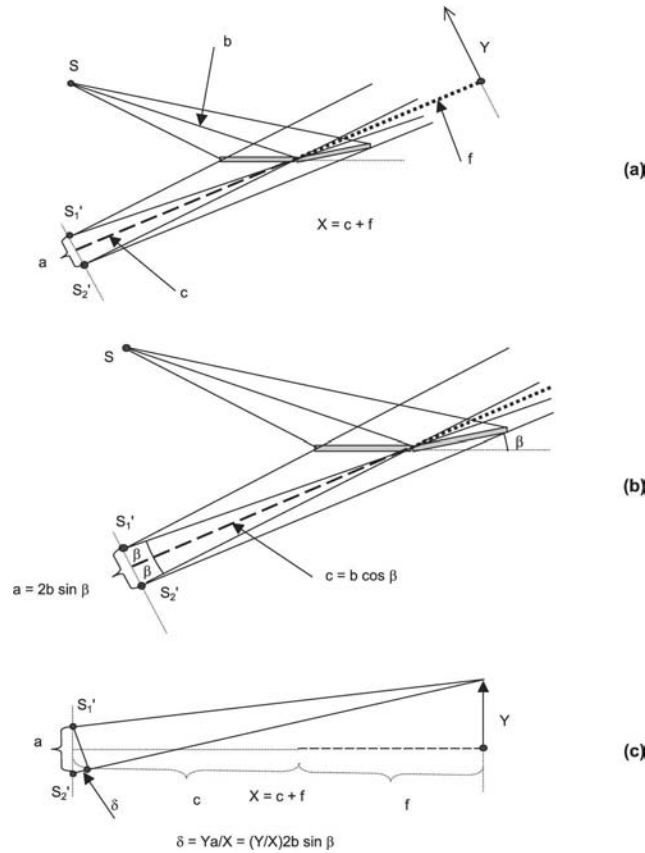 b
Y
S
f
(a)
S₁'
X = c + f
a
c
S₂'
S
β
(b)
S₁'
β
β
c = b cos β
a = 2b sin β
S₂'
S₁'
a
Y
(c)
S₂'
δ
c
X = c + f
f
δ = Ya/X = (Y/X)2b sin β